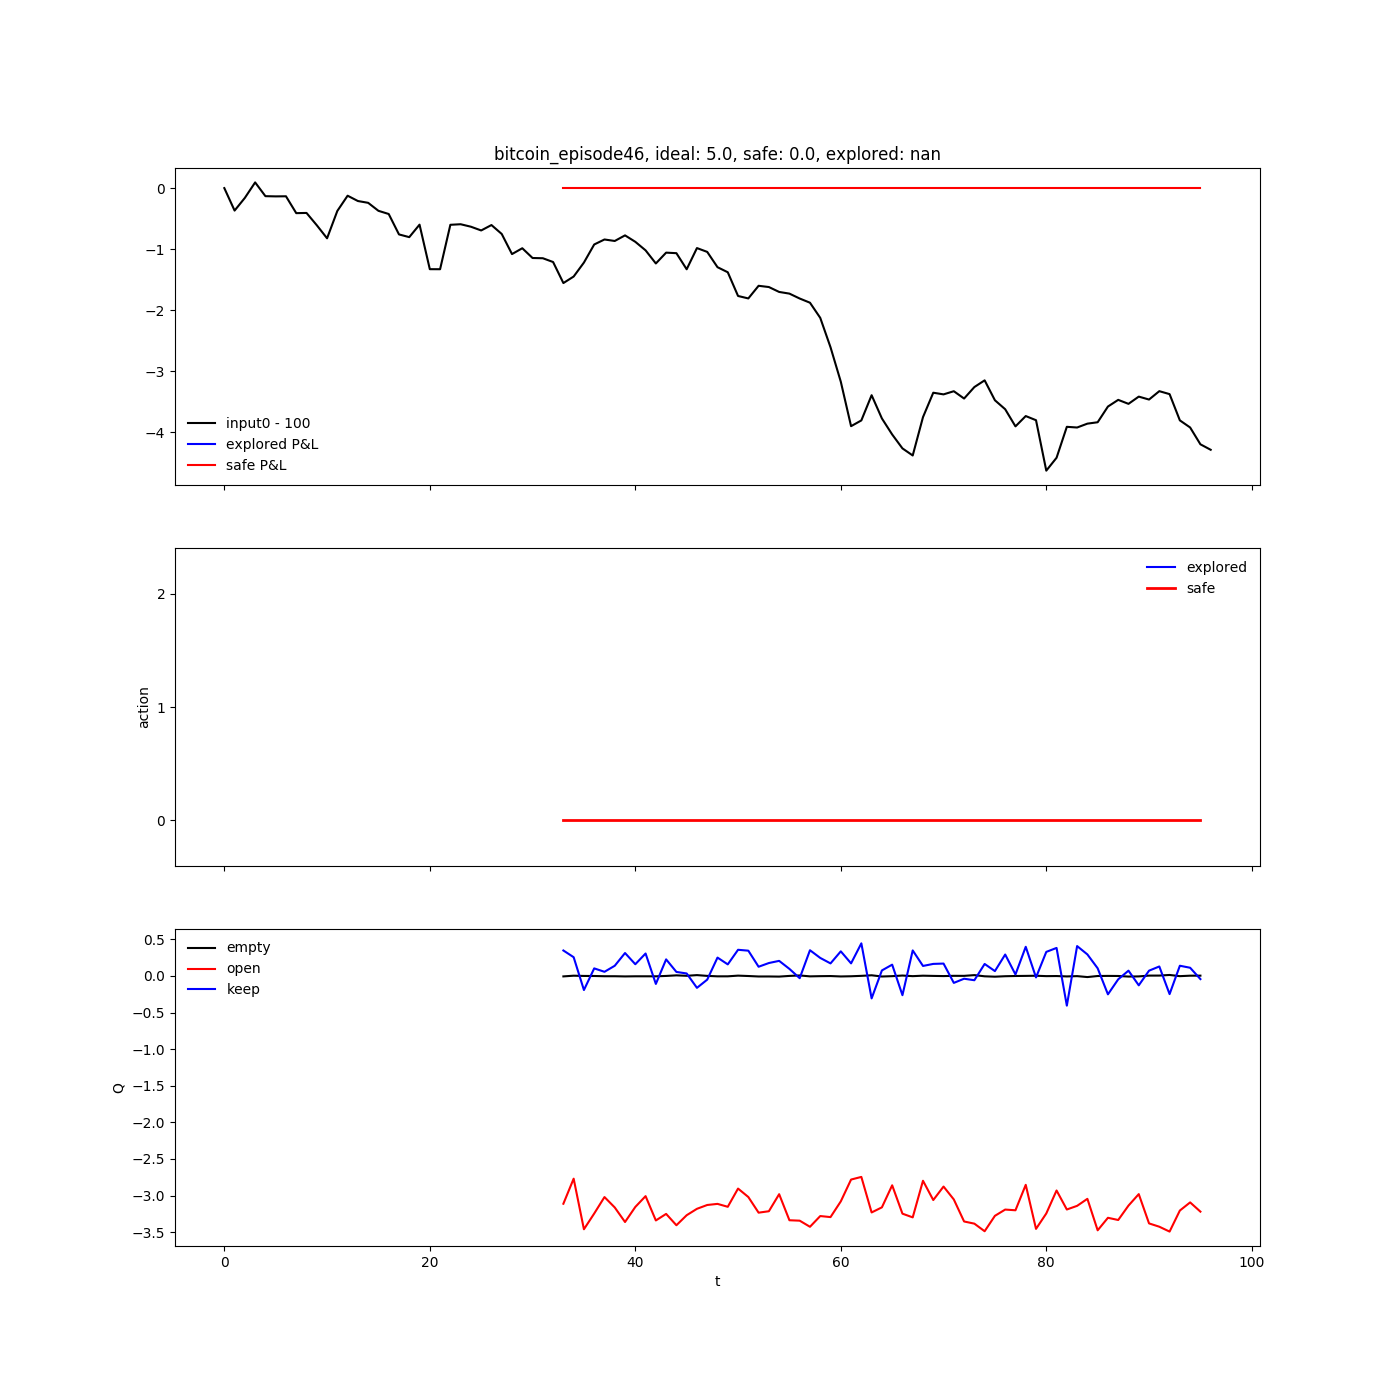 bitcoin_episode46, ideal: 5.0, safe: 0.0, explored: nan
0
−1
−2
−3
−4
input0 - 100
explored P&L
safe P&L
2
1
0
action
explored
safe
0.5
0.0
−0.5
−1.0
−1.5
−2.0
−2.5
−3.0
−3.5
Q
empty
open
keep
0 20 40 60 80 100
t